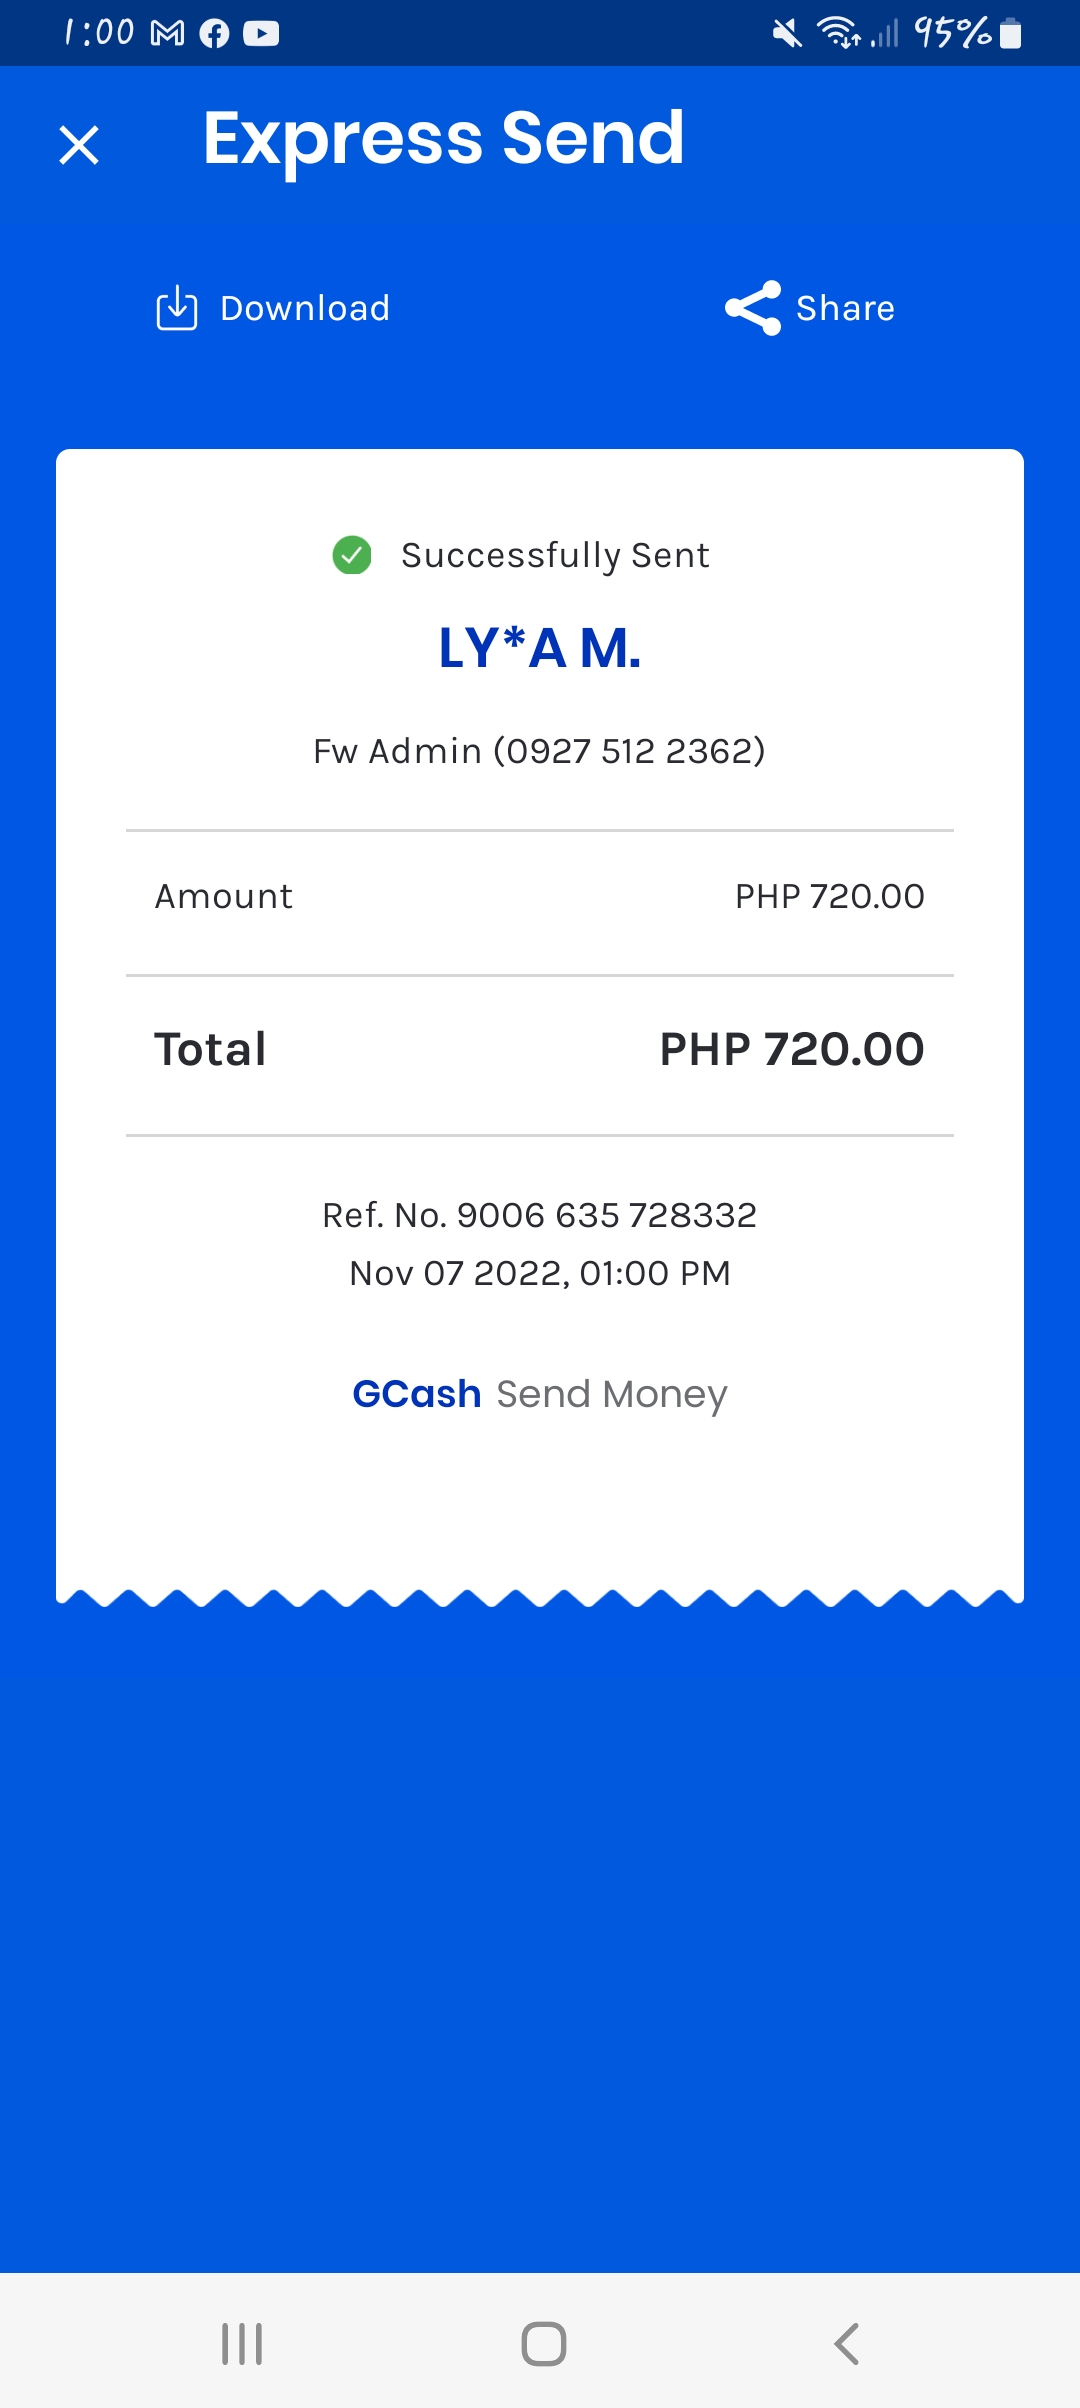 1:00 95%
Express Send
Download Share
Successfully Sent
LY*A M.
Fw Admin (0927 512 2362)
Amount PHP 720.00
Total PHP 720.00
Ref. No. 9006 635 728332
Nov 07 2022, 01:00 PM
GCash Send Money